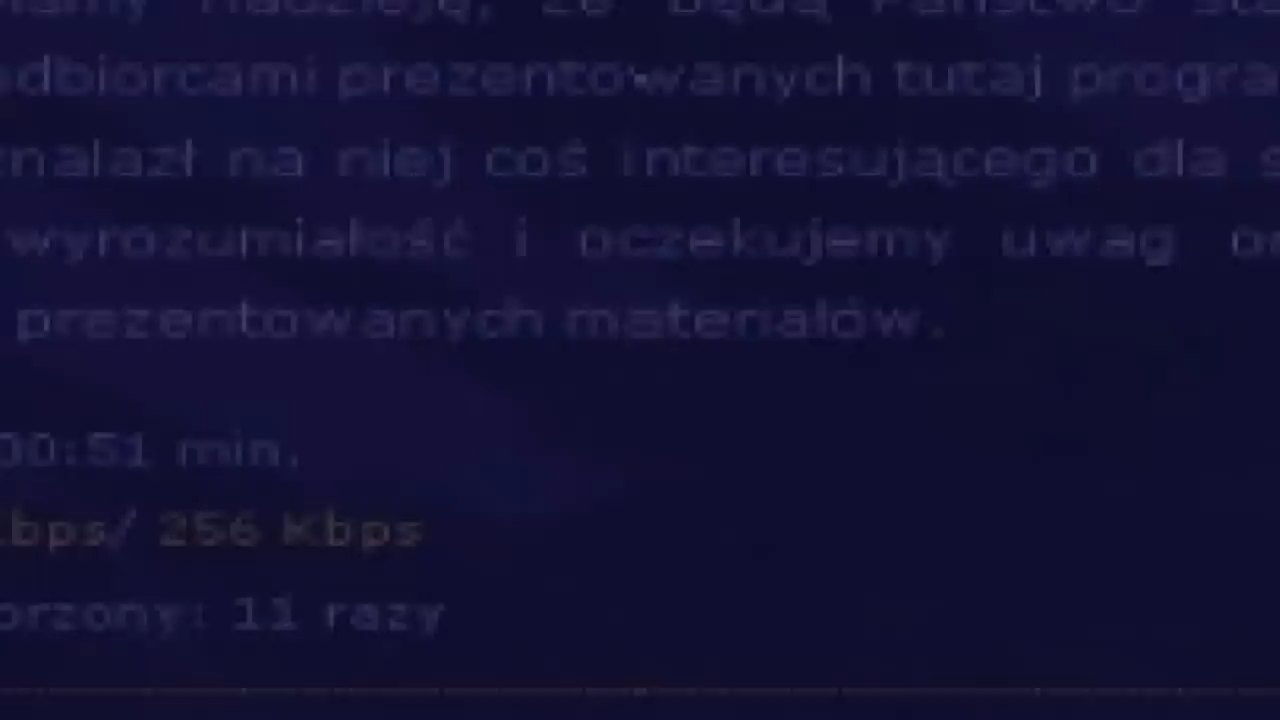 nadzieję, że będą Państwo
odbiorcami prezentowanych tutaj progra
znalazł na niej coś interesującego dla s
wyrozumiałość i oczekujemy uwag o
prezentowanych materiałów.
00:51 min.
Kbps/ 256 Kbps
orzony: 11 razy